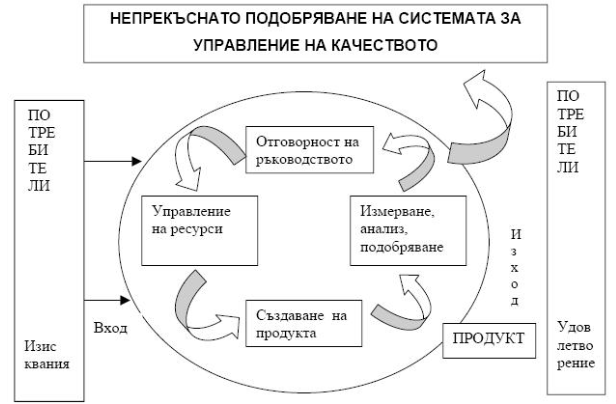 НЕПРЕКЪСНАТО ПОДОБРЯВАНЕ НА СИСТЕМАТА ЗА
УПРАВЛЕНИЕ НА КАЧЕСТВОТО
ПО
ТРЕ
БИ
ТЕ
ЛИ
Изис
квания
Вход
Отговорност на
ръководството
Управление
на ресурси
Измерване,
анализ,
подобряване
Създаване на
продукта
И
з
х
о
д
ПРОДУКТ
ПО
ТРЕ
БИ
ТЕ
ЛИ
Удов
летво
рение